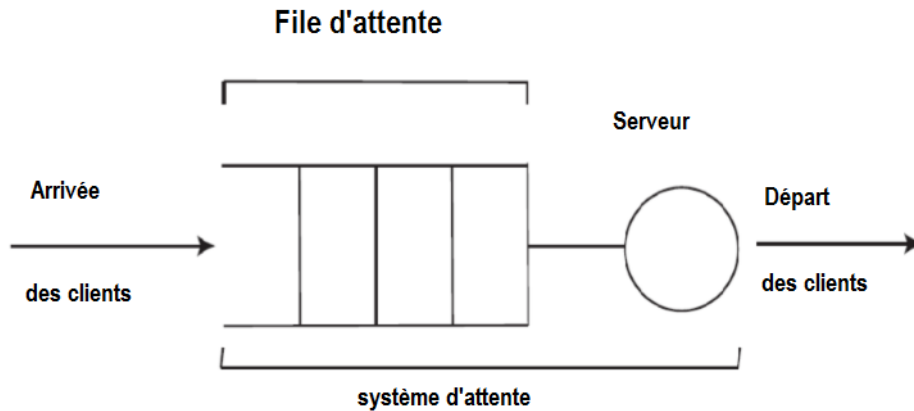 File d'attente
Serveur
Arrivée
des clients
Départ
des clients
système d'attente